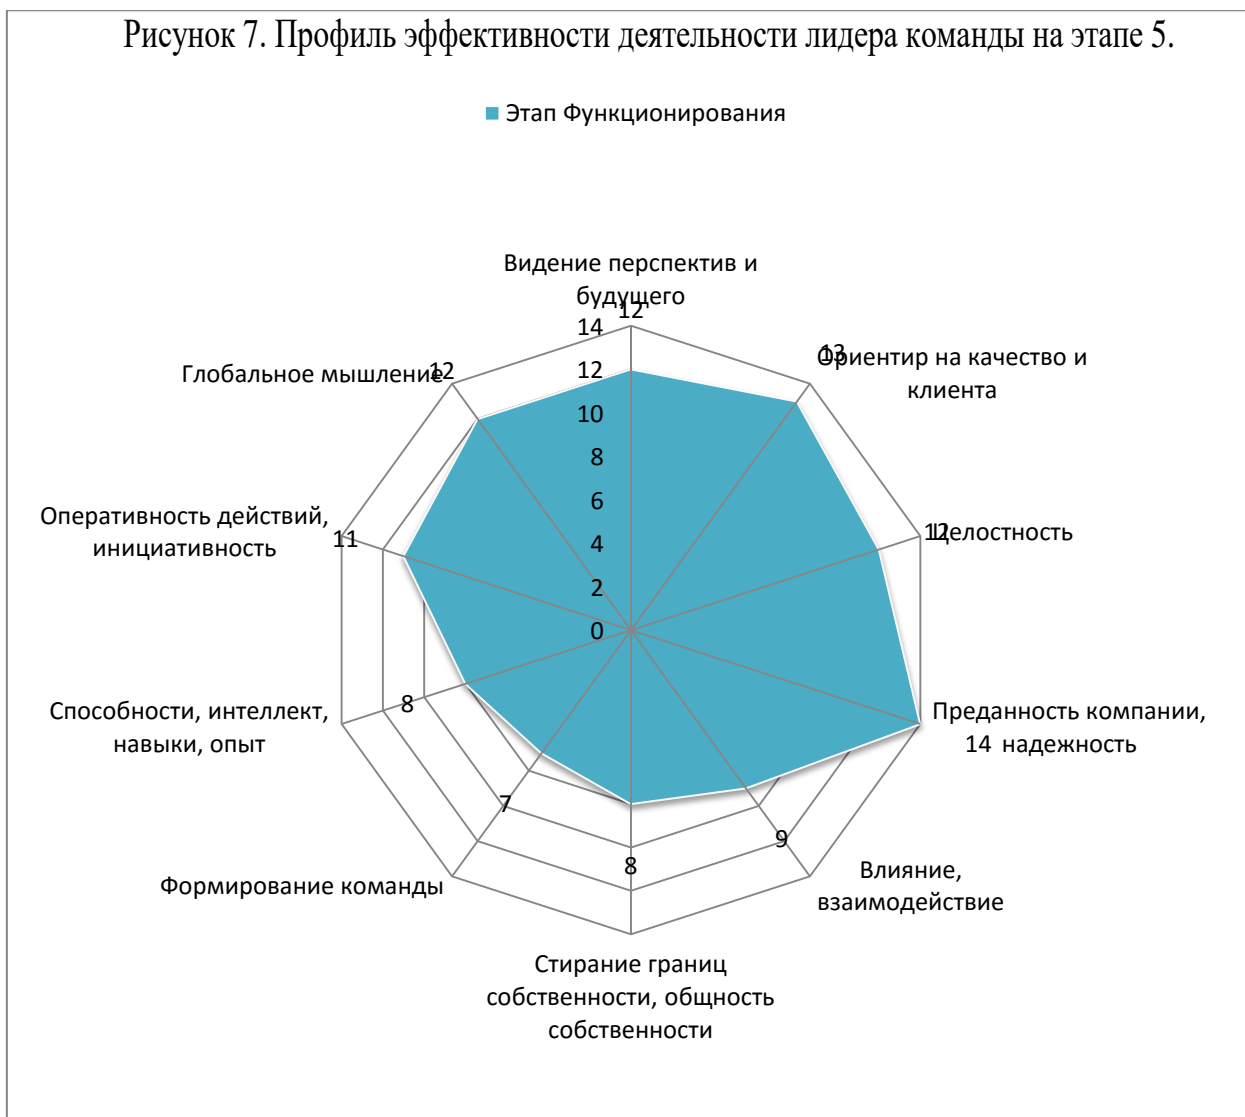 Рисунок 7. Профиль эффективности деятельности лидера команды на этапе 5.
Этап Функционирования
Видение перспектив и
будущего
12
14
12
10
8
6
4
2
0
13
Ориентир на качество и
клиента
12
Целостность
Преданность компании,
14 надежность
9
Влияние,
взаимодействие
8
Стирание границ
собственности, общность
собственности
7
Формирование команды
8
Способности, интеллект,
навыки, опыт
11
Оперативность действий,
инициативность
Глобальное мышление
12